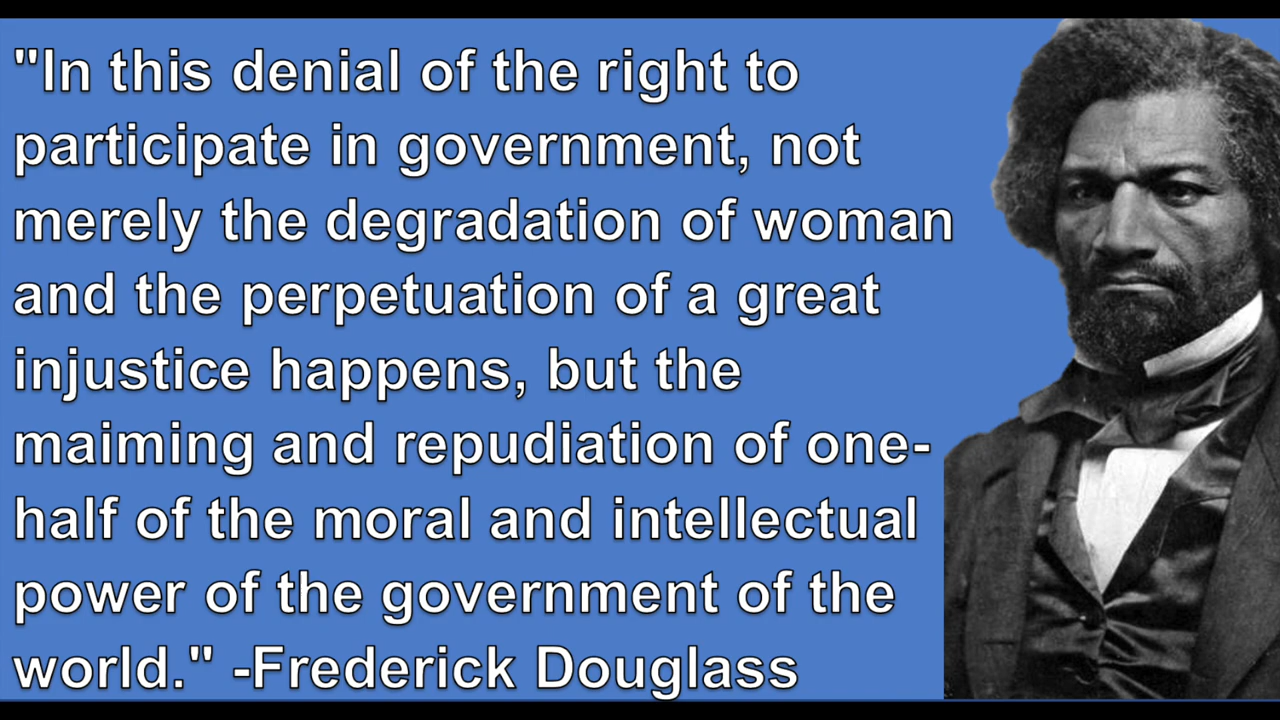 "In this denial of the right to
participate in government, not
merely the degradation of woman
and the perpetuation of a great
injustice happens, but the
maiming and repudiation of one-
half of the moral and intellectual
power of the government of the
world." -Frederick Douglass